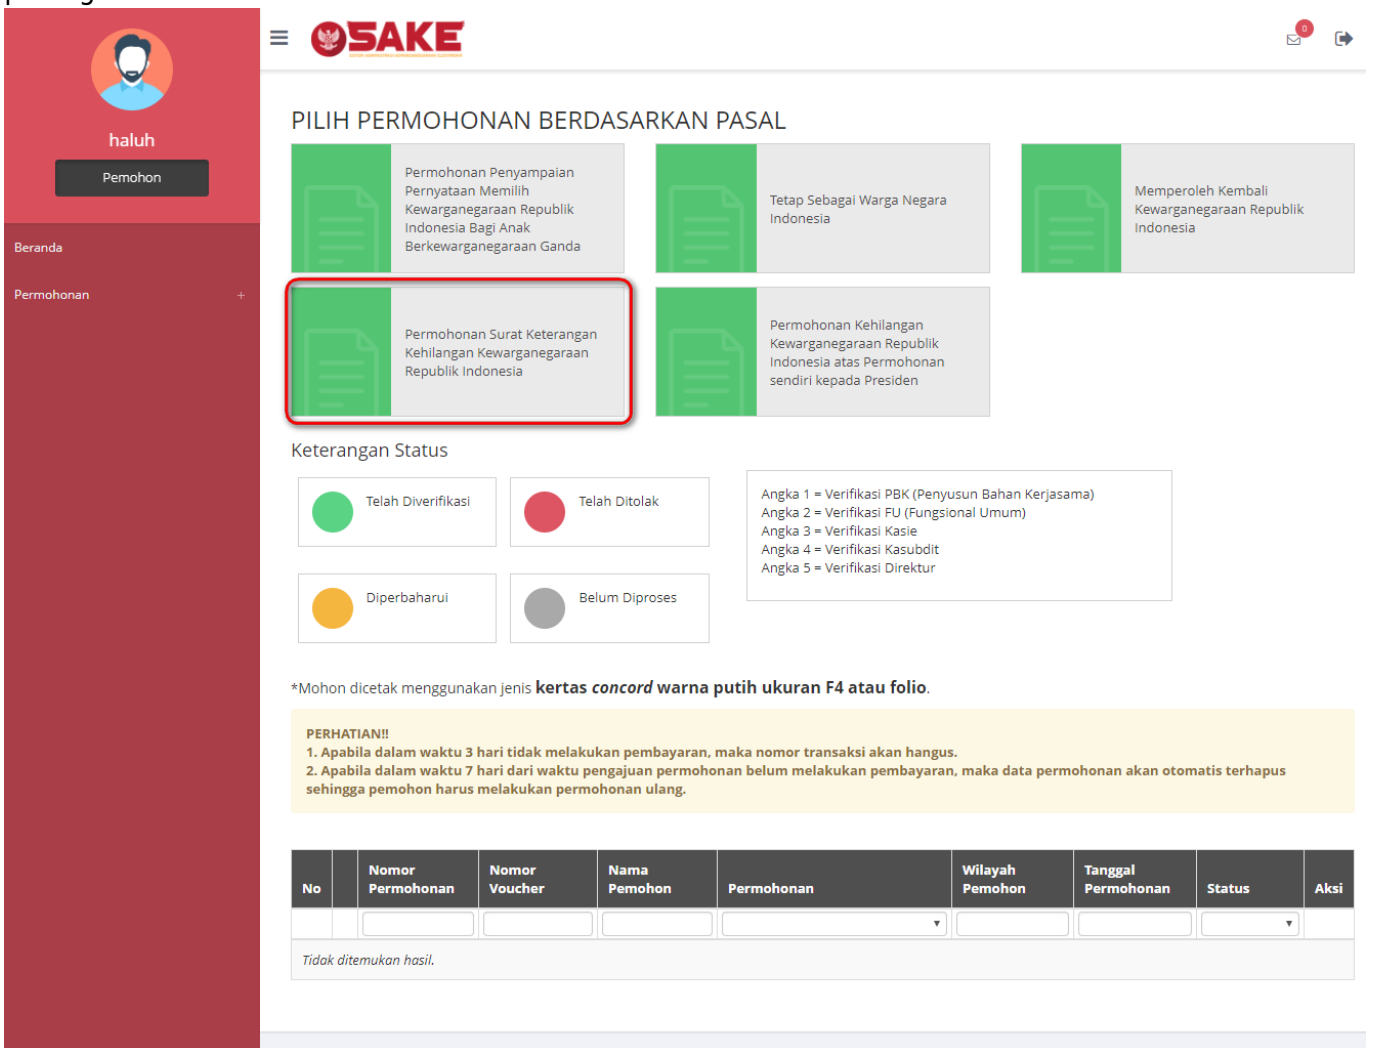 SAKE
0
haluh
Pemohon
Beranda
Permohonan +
PILIH PERMOHONAN BERDASARKAN PASAL
Permohonan Penyampaian
Pernyataan Memilih
Kewarganegaraan Republik
Indonesia Bagi Anak
Berkewarganegaraan Ganda
Tetap Sebagai Warga Negara
Indonesia
Memperoleh Kembali
Kewarganegaraan Republik
Indonesia
Permohonan Surat Keterangan
Kehilangan Kewarganegaraan
Republik Indonesia
Permohonan Kehilangan
Kewarganegaraan Republik
Indonesia atas Permohonan
sendiri kepada Presiden
Keterangan Status
Telah Diverifikasi
Telah Ditolak
Diperbaharui
Belum Diproses
Angka 1 = Verifikasi PBK (Penyusun Bahan Kerjasama)
Angka 2 = Verifikasi FU (Fungsional Umum)
Angka 3 = Verifikasi Kasie
Angka 4 = Verifikasi Kasubdit
Angka 5 = Verifikasi Direktur
*Mohon dicetak menggunakan jenis kertas concord warna putih ukuran F4 atau folio.
PERHATIAN!!
1. Apabila dalam waktu 3 hari tidak melakukan pembayaran, maka nomor transaksi akan hangus.
2. Apabila dalam waktu 7 hari dari waktu pengajuan permohonan belum melakukan pembayaran, maka data permohonan akan otomatis terhapus
sehingga pemohon harus melakukan permohonan ulang.
No
Nomor
Permohonan
Nomor
Voucher
Nama
Pemohon
Permohonan
Wilayah
Pemohon
Tanggal
Permohonan
Status
Aksi
Tidak ditemukan hasil.